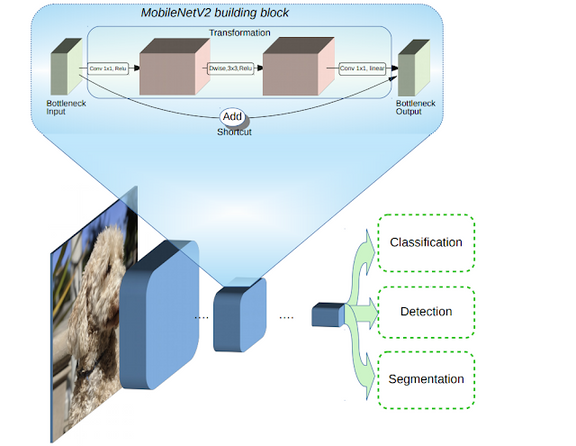 MobileNetV2 building block
Transformation
Conv 1x1, Relu
Dwise,3x3,Relu
Conv 1x1, linear
Bottleneck
Input
Bottleneck
Output
Add
Shortcut
Classification
....
....
Detection
Segmentation